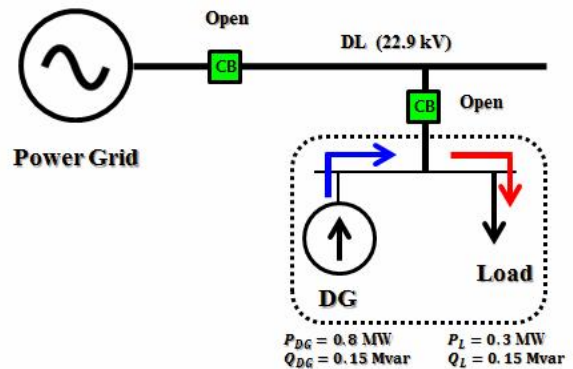 Open
DL (22.9 kV)
CB
CB
Open
Power Grid
DG
Load
P_DG = 0.8 MW
Q_DG = 0.15 Mvar
P_L = 0.3 MW
Q_L = 0.15 Mvar